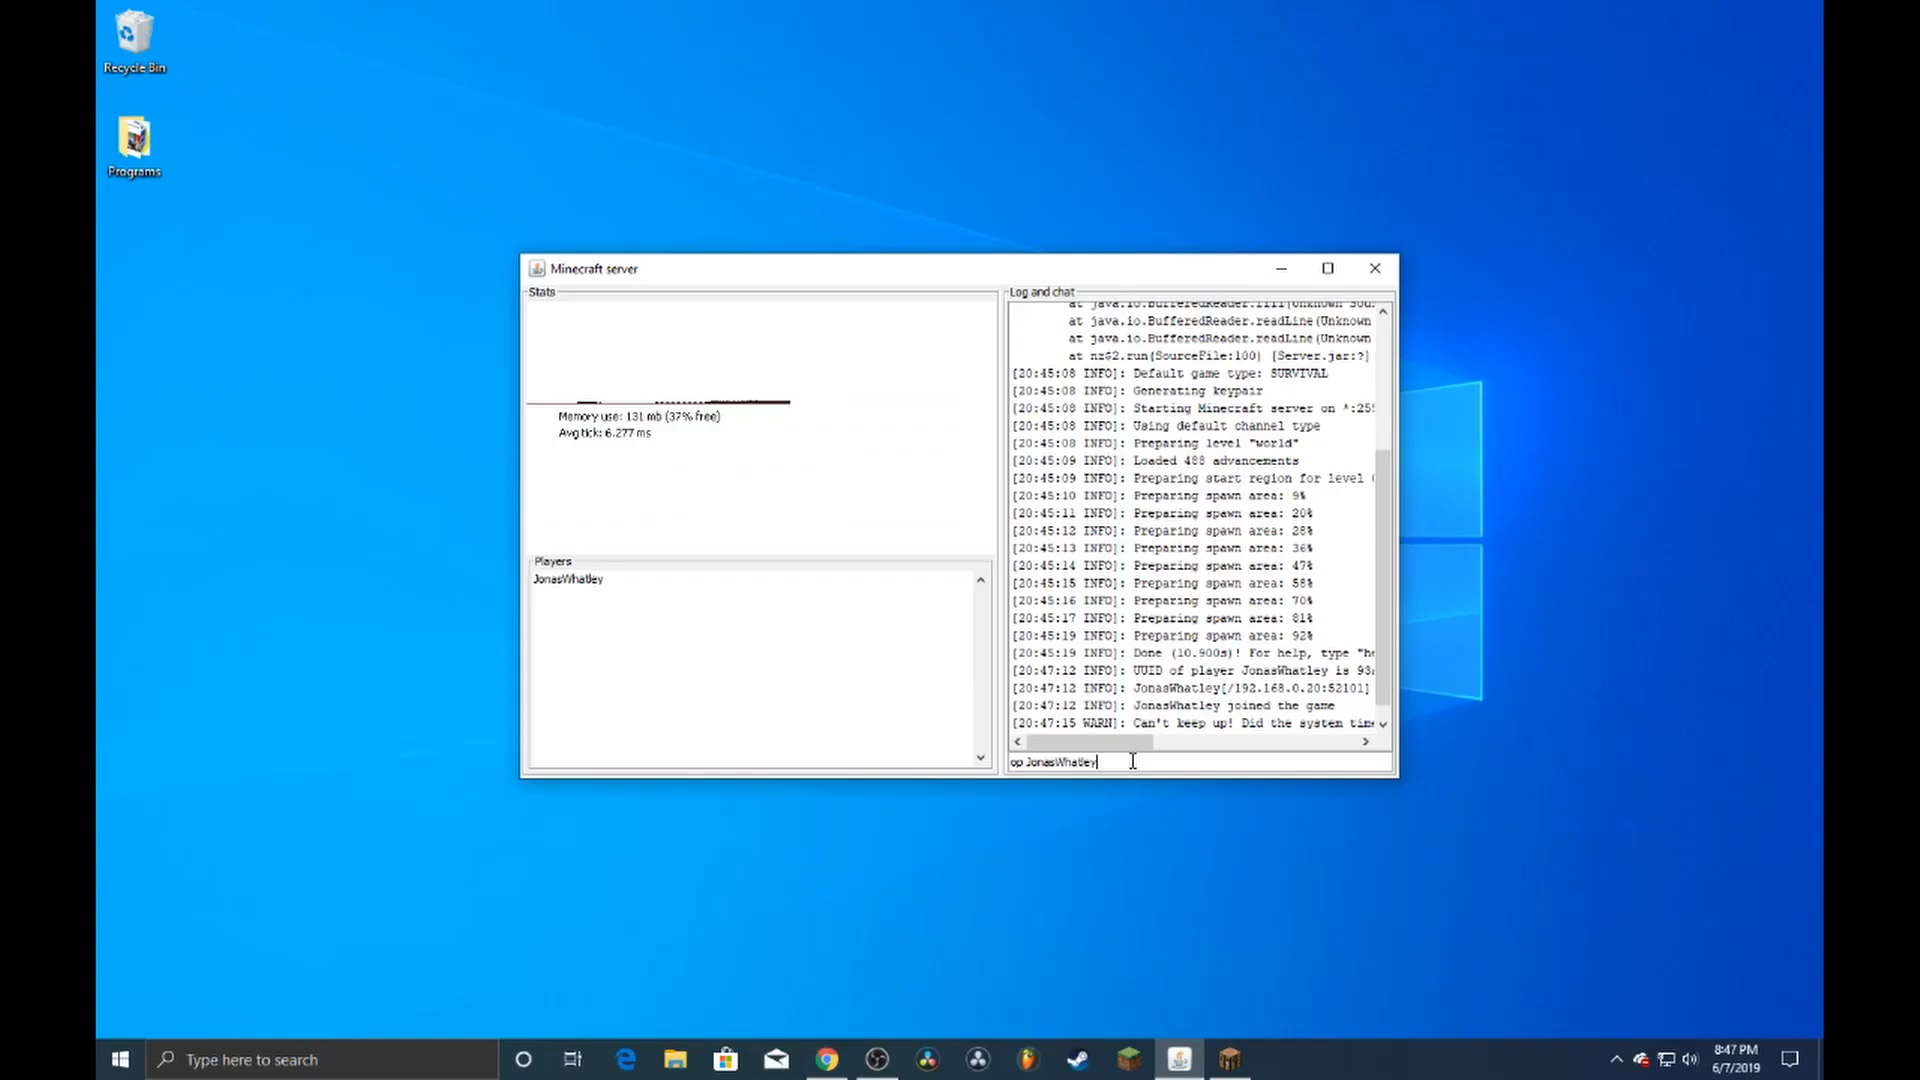 Recycle Bin
Programs
Minecraft server
Stats
Memory use: 131 mb (37% free)
Avg tick: 6.277 ms
Players
JonasWhatley
Log and chat
at java.io.BufferedReader.fill(Unknown Sou
at java.io.BufferedReader.readLine(Unknown
at java.io.BufferedReader.readLine(Unknown
at nz$2.run(SourceFile:100) [Server.jar:?]
[20:45:08 INFO]: Default game type: SURVIVAL
[20:45:08 INFO]: Generating keypair
[20:45:08 INFO]: Starting Minecraft server on *:255
[20:45:08 INFO]: Using default channel type
[20:45:08 INFO]: Preparing level "world"
[20:45:09 INFO]: Loaded 488 advancements
[20:45:09 INFO]: Preparing start region for level
[20:45:10 INFO]: Preparing spawn area: 9%
[20:45:11 INFO]: Preparing spawn area: 20%
[20:45:12 INFO]: Preparing spawn area: 28%
[20:45:13 INFO]: Preparing spawn area: 36%
[20:45:14 INFO]: Preparing spawn area: 47%
[20:45:15 INFO]: Preparing spawn area: 58%
[20:45:16 INFO]: Preparing spawn area: 70%
[20:45:17 INFO]: Preparing spawn area: 81%
[20:45:19 INFO]: Preparing spawn area: 92%
[20:45:19 INFO]: Done (10.900s)! For help, type "he
[20:47:12 INFO]: UUID of player JonasWhatley is 93
[20:47:12 INFO]: JonasWhatley[/192.168.0.20:52101]
[20:47:12 INFO]: JonasWhatley joined the game
[20:47:15 WARN]: Can't keep up! Did the system tim
op JonasWhatley
Type here to search
8:47 PM
6/7/2019